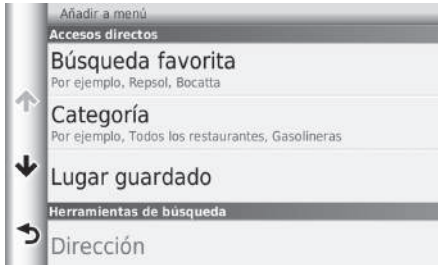 Añadir a menú
Accesos directos
Búsqueda favorita
Por ejemplo, Repsol, Bocatta
Categoría
Por ejemplo, Todos los restaurantes, Gasolineras
Lugar guardado
Herramientas de búsqueda
Dirección